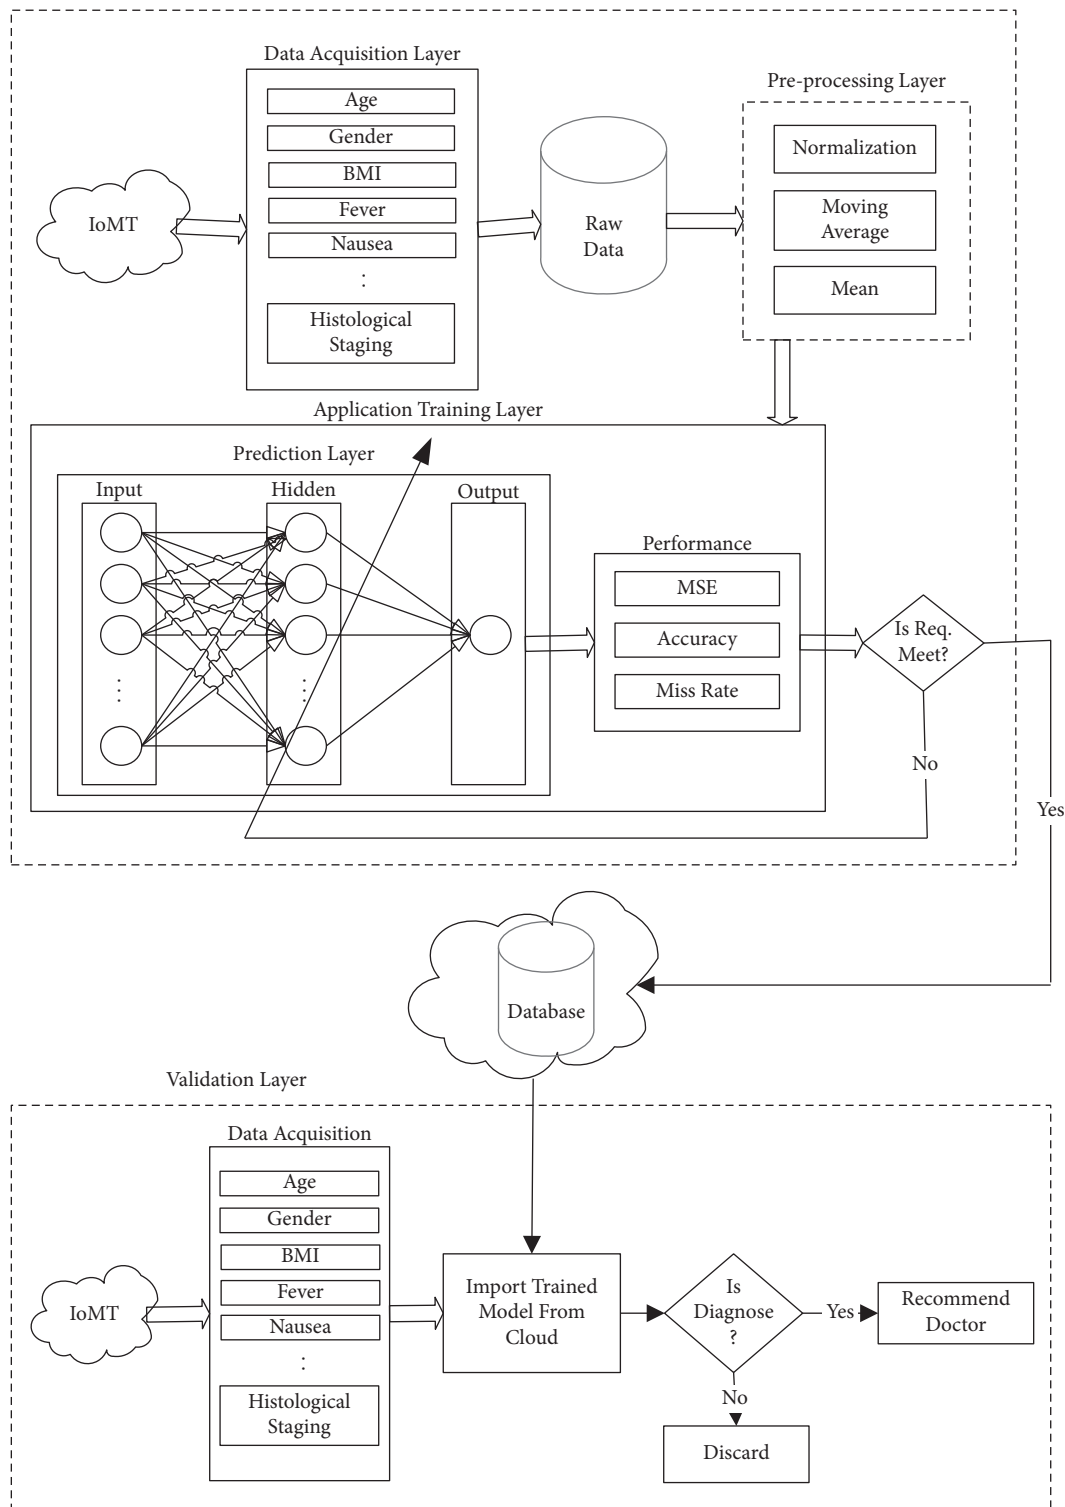 Data Acquisition Layer
Age
Gender
BMI
Fever
Nausea
:
Histological
Staging
IoMT
Raw
Data
Pre-processing Layer
Normalization
Moving
Average
Mean
Application Training Layer
Prediction Layer
Input
Hidden
Output
Performance
MSE
Accuracy
Miss Rate
Is Req.
Meet?
No
Yes
Database
Validation Layer
Data Acquisition
Age
Gender
BMI
Fever
Nausea
:
Histological
Staging
IoMT
Import Trained
Model From
Cloud
Is
Diagnose
?
Yes
Recommend
Doctor
No
Discard